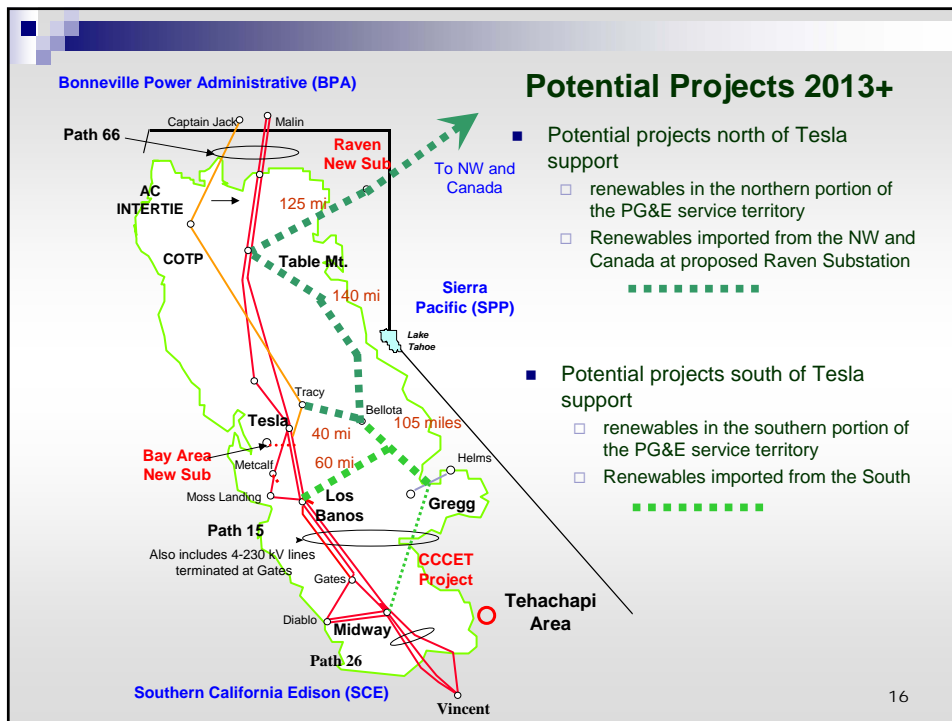 Bonneville Power Administrative (BPA)
Potential Projects 2013+
Captain Jack
Malin
Path 66
Raven
New Sub
To NW and
Canada
AC
INTERTIE
125 mi
COTP
Table Mt.
140 mi
Sierra
Pacific (SPP)
Lake
Tahoe
Tracy
Bellota
Tesla
105 miles
40 mi
Bay Area
New Sub
60 mi
Metcalf
Helms
Moss Landing
Los
Banos
Gregg
Path 15
Also includes 4-230 kV lines
terminated at Gates
CCCET
Project
Gates
Tehachapi
Area
Diablo
Midway
Path 26
Southern California Edison (SCE)
Vincent
Potential projects north of Tesla
support
renewables in the northern portion of
the PG&E service territory
Renewables imported from the NW and
Canada at proposed Raven Substation
Potential projects south of Tesla
support
renewables in the southern portion of
the PG&E service territory
Renewables imported from the South
16